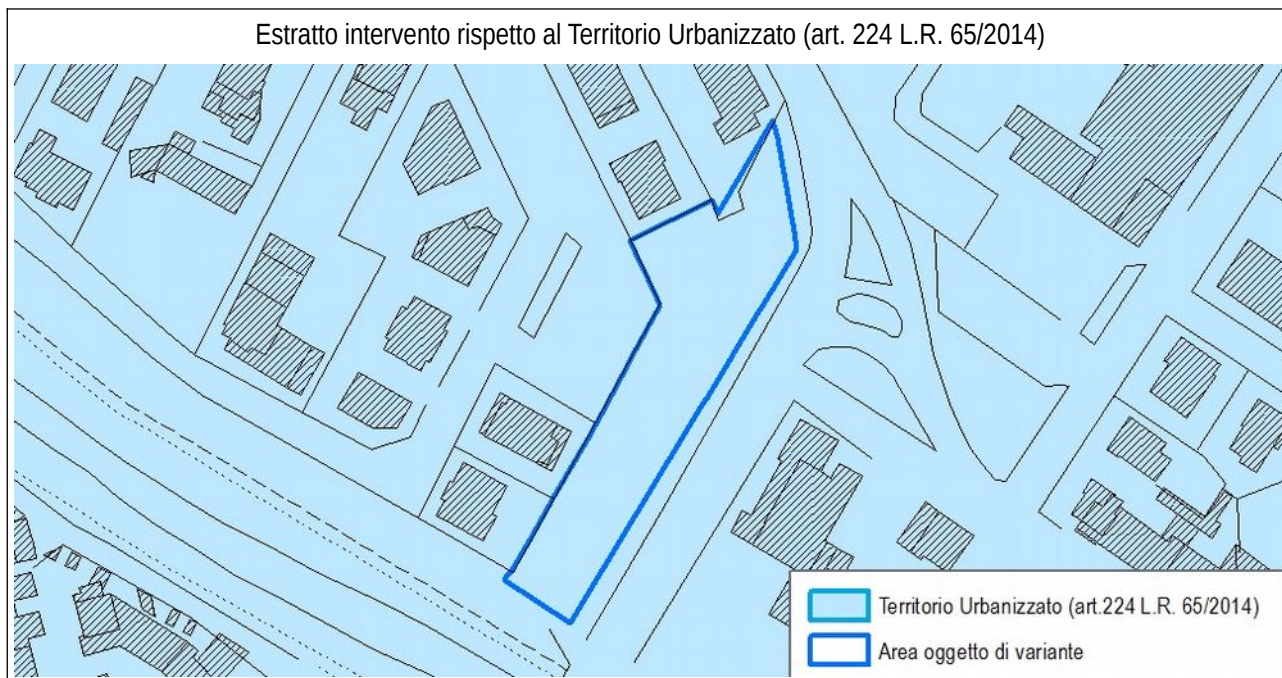 Estratto intervento rispetto al Territorio Urbanizzato (art. 224 L.R. 65/2014)
Territorio Urbanizzato (art.224 L.R. 65/2014)
Area oggetto di variante